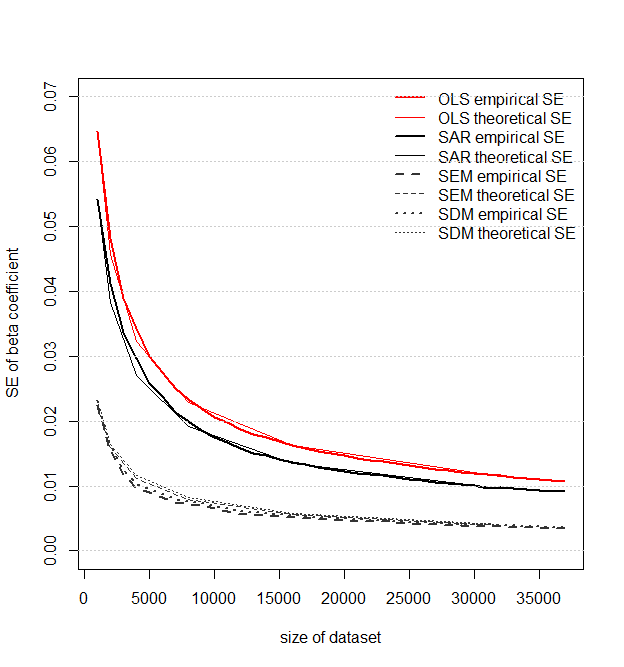 0.07
0.06
0.05
0.04
0.03
0.02
0.01
0.00
SE of beta coefficient
OLS empirical SE
OLS theoretical SE
SAR empirical SE
SAR theoretical SE
SEM empirical SE
SEM theoretical SE
SDM empirical SE
SDM theoretical SE
0 5000 10000 15000 20000 25000 30000 35000
size of dataset